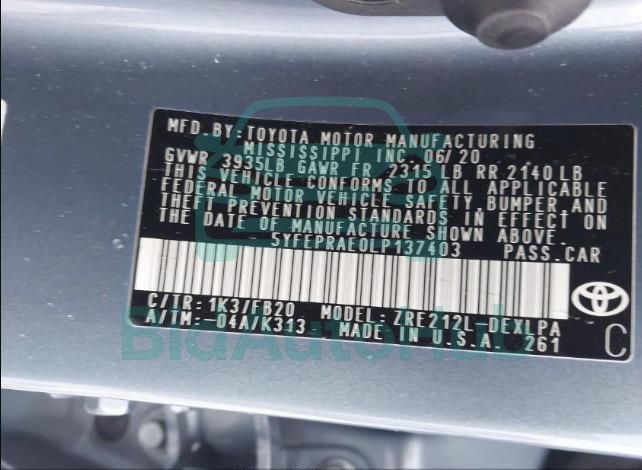 MFD.BY:TOYOTA MOTOR MANUFACTURING
MISSISSIPPI INC 06/20
GVWR 3935LB GAWR FR 2315 LB RR 2140LB
THIS VEHICLE CONFORMS TO ALL APPLICABLE
FEDERAL MOTOR VEHICLE SAFETY, BUMPER AND
THEFT PREVENTION STANDARDS IN EFFECT ON
THE DATE OF MANUFACTURE SHOWN ABOVE.
5YFEPRAE0LP137403 PASS.CAR
C/TR: 1K3/FB20 MODEL: ZRE212L-DEXLPA
A/TM: -04A/K313 MADE IN U.S.A. 261 C
BidAutoHub